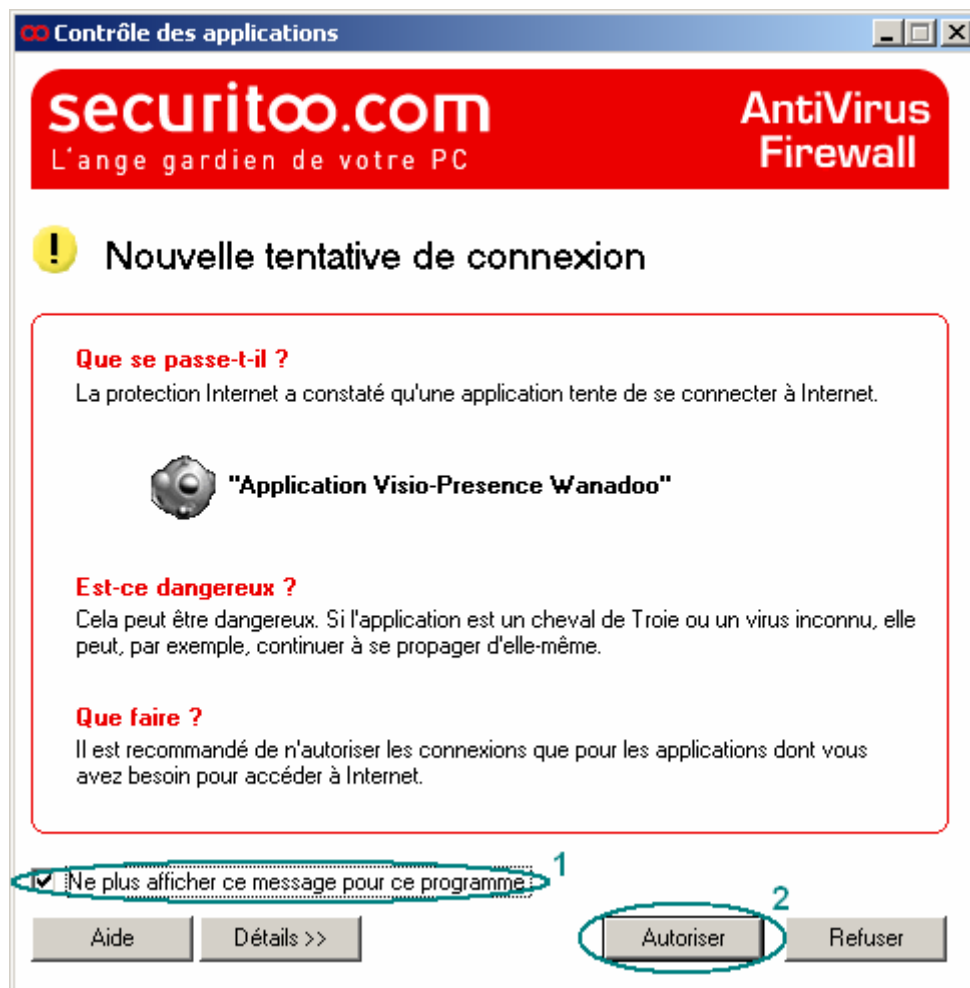 Contrôle des applications
securitoo.com
L'ange gardien de votre PC
AntiVirus
Firewall
! Nouvelle tentative de connexion
Que se passe-t-il ?
La protection Internet a constaté qu'une application tente de se connecter à Internet.
"Application Visio-Presence Wanadoo"
Est-ce dangereux ?
Cela peut être dangereux. Si l'application est un cheval de Troie ou un virus inconnu, elle
peut, par exemple, continuer à se propager d'elle-même.
Que faire ?
Il est recommandé de n'autoriser les connexions que pour les applications dont vous
avez besoin pour accéder à Internet.
Ne plus afficher ce message pour ce programme 1
2
Aide Détails >> Autoriser Refuser